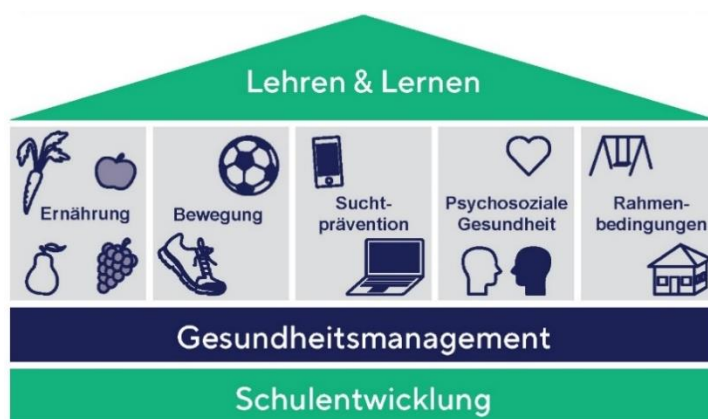 Lehren & Lernen
Ernährung
Bewegung
Sucht-
prävention
Psychosoziale
Gesundheit
Rahmen-
bedingungen
Gesundheitsmanagement
Schulentwicklung